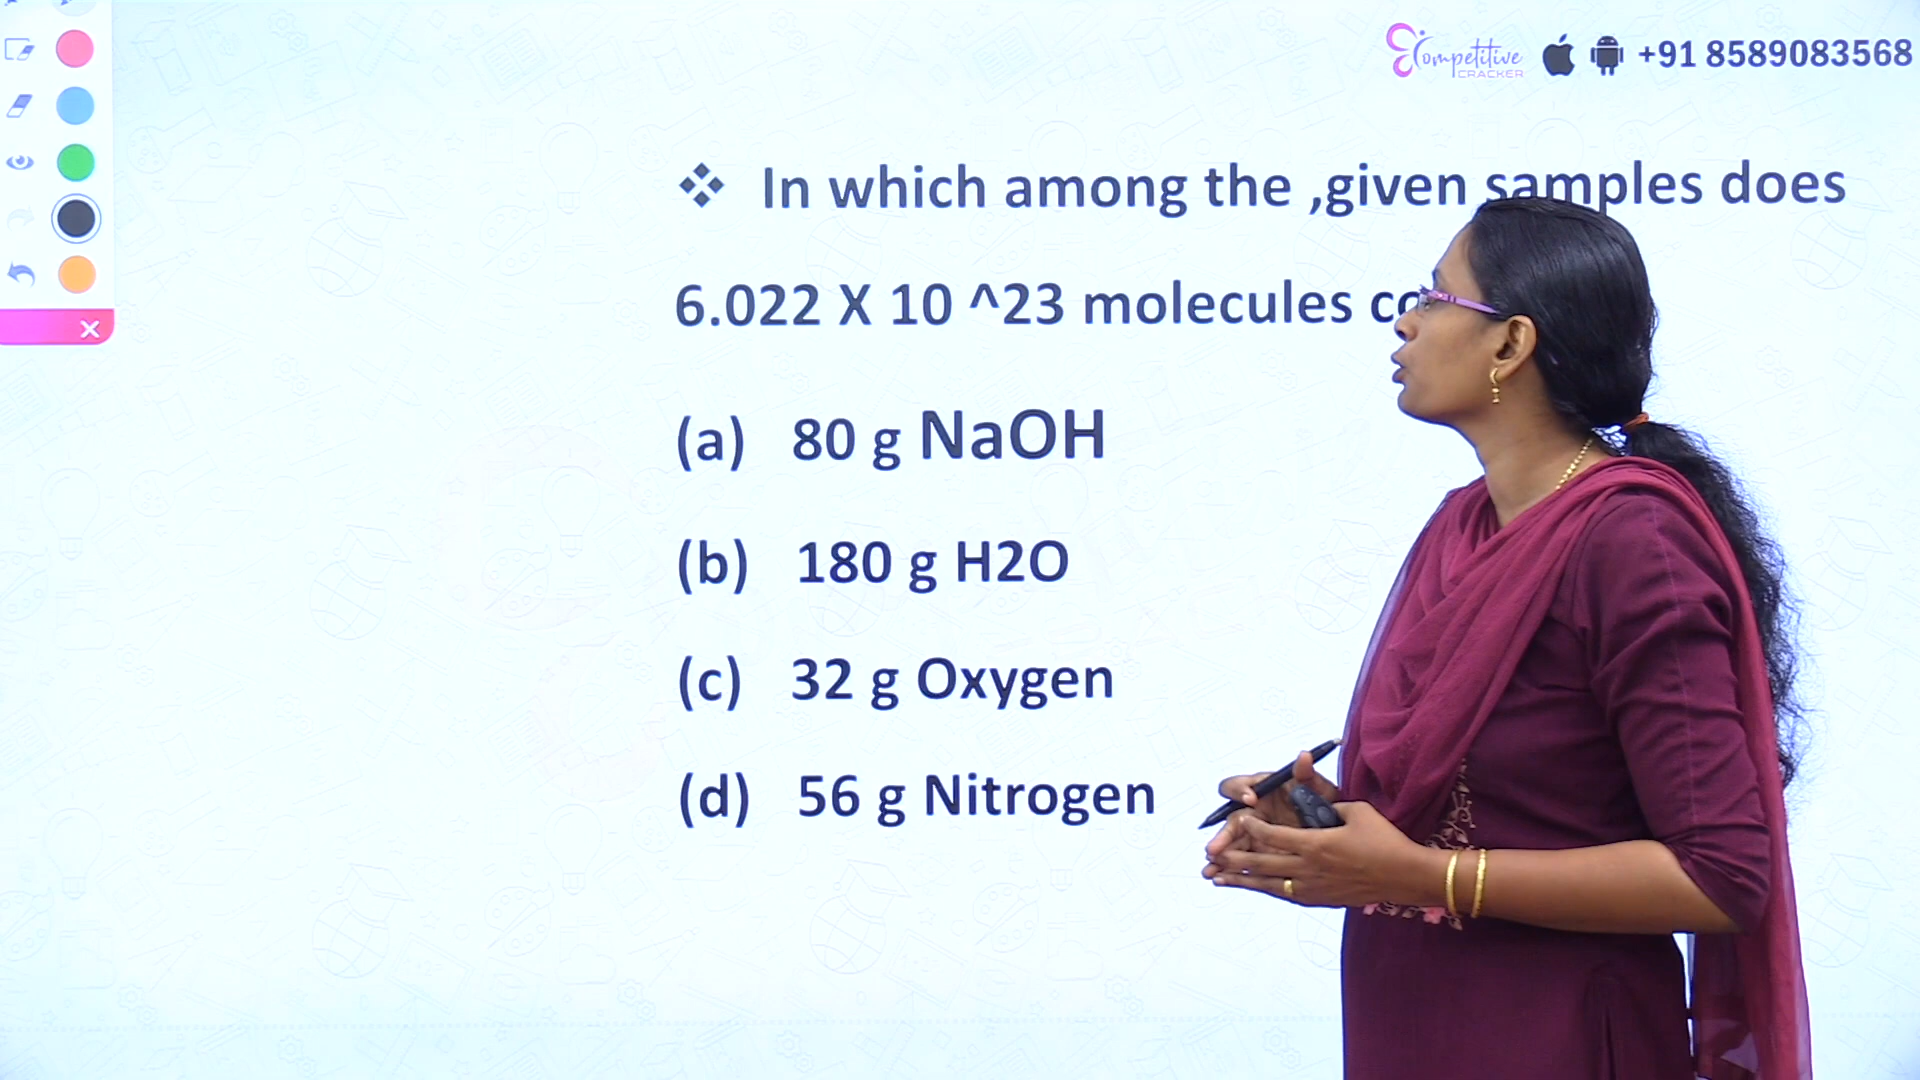 Competitive
CRACKER
+91 8589083568
❖ In which among the ,given samples does
6.022 X 10 ^23 molecules
(a) 80 g NaOH
(b) 180 g H2O
(c) 32 g Oxygen
(d) 56 g Nitrogen